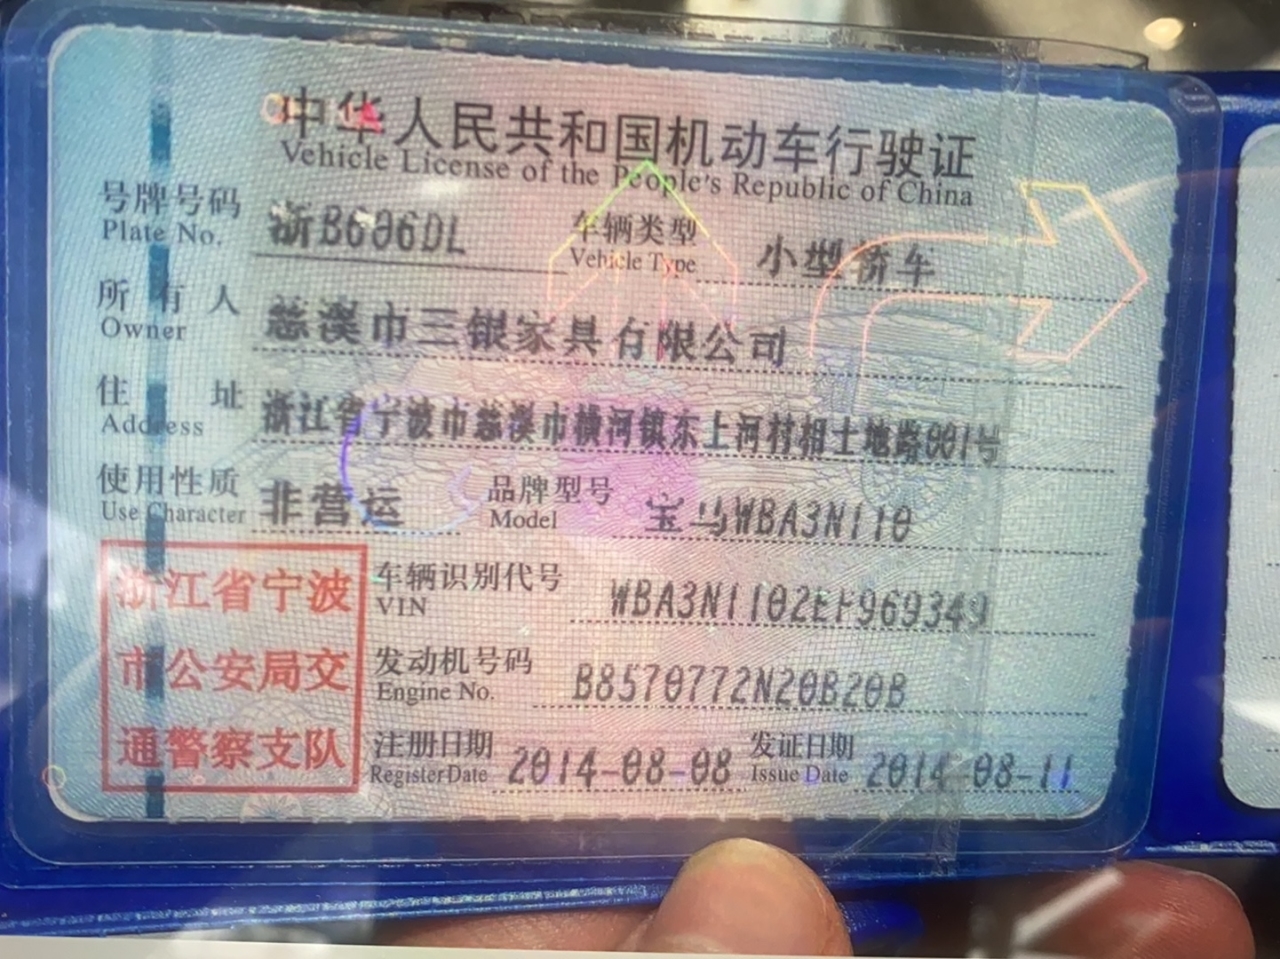 中华人民共和国机动车行驶证
Vehicle License of the People's Republic of China
号牌号码 浙B606DL 车辆类型 小型轿车
Plate No. Vehicle Type
所有人 慈溪市三银家具有限公司
Owner
住址 浙江省宁波市慈溪市横河镇东上河村相士地路001号
Address
使用性质 非营运 品牌型号 宝马WBA3N110
Use Character Model
浙江省宁波 车辆识别代号 WBA3N1102EF969349
VIN
市公安局交 发动机号码 B8570772N20B20B
Engine No.
通警察支队 注册日期 2014-08-08 发证日期 2014-08-11
Register Date Issue Date